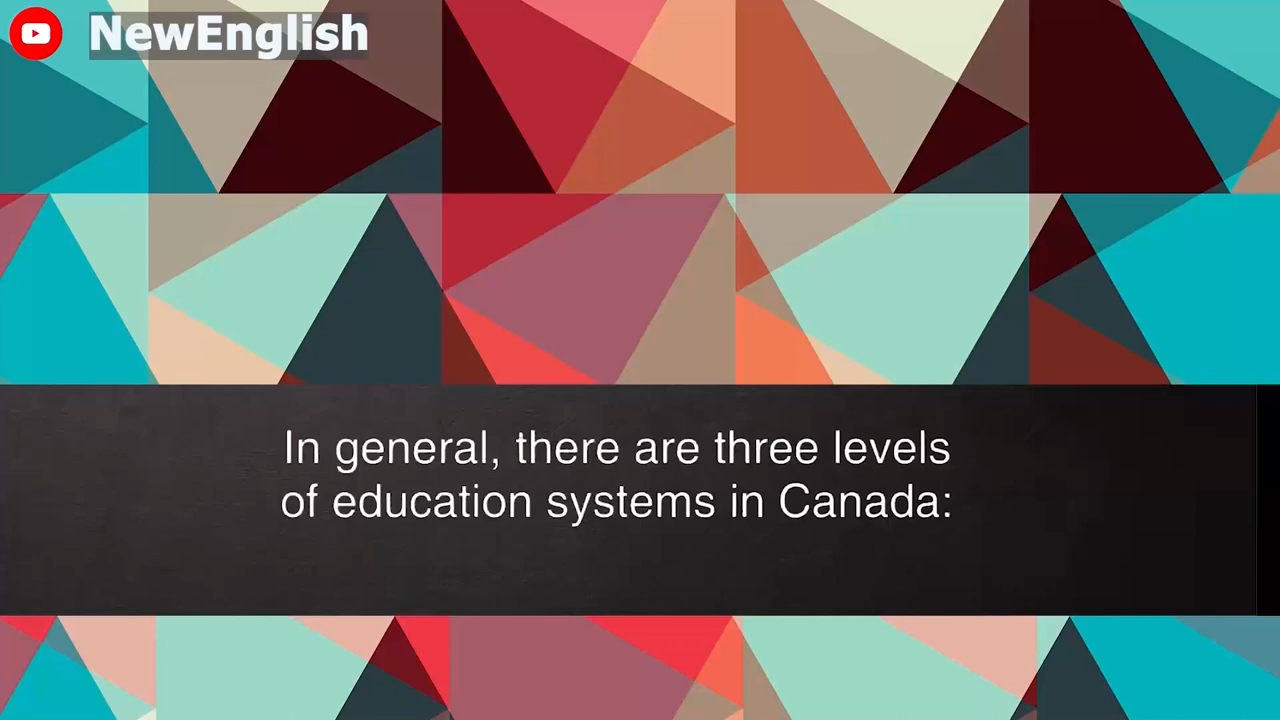 NewEnglish
In general, there are three levels
of education systems in Canada: